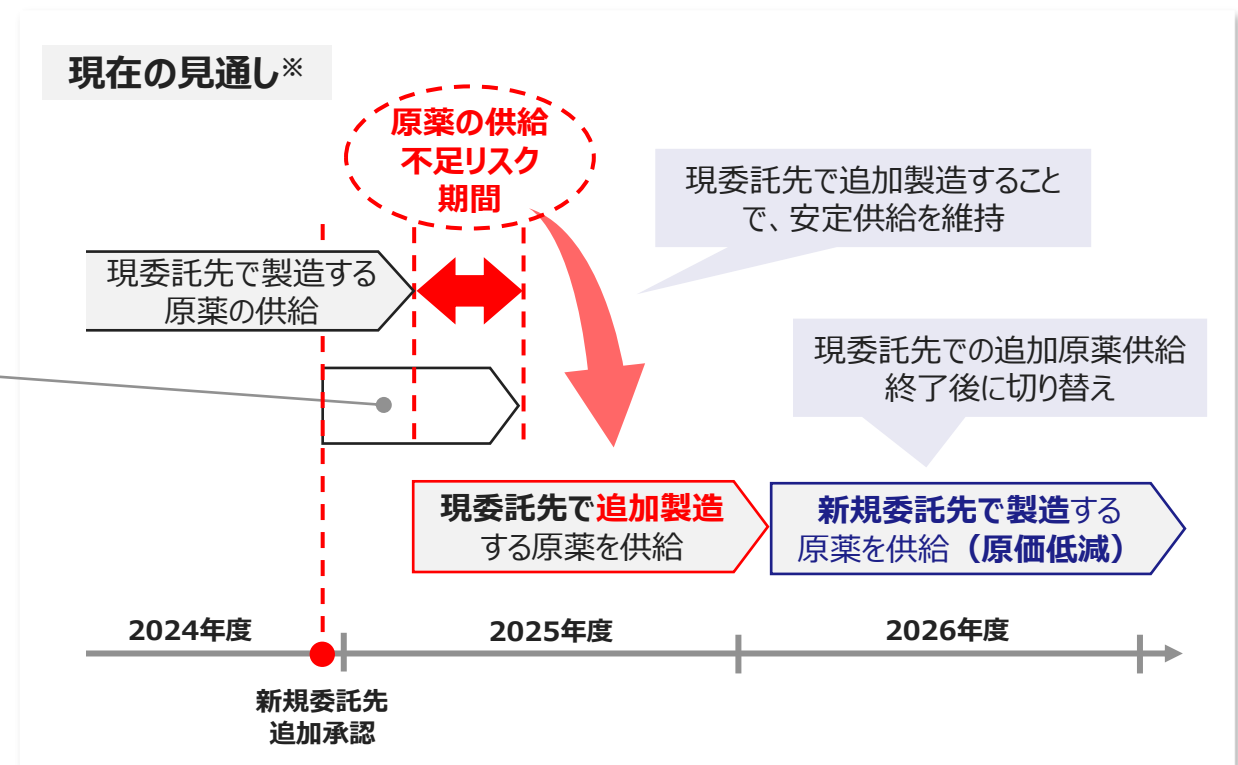 現在の見通し※
原薬の供給
不足リスク
期間
現委託先で追加製造すること
で、安定供給を維持
現委託先で製造する
原薬の供給
現委託先での追加原薬供給
終了後に切り替え
現委託先で追加製造
する原薬を供給
新規委託先で製造する
原薬を供給（原価低減）
2024年度
2025年度
2026年度
新規委託先
追加承認